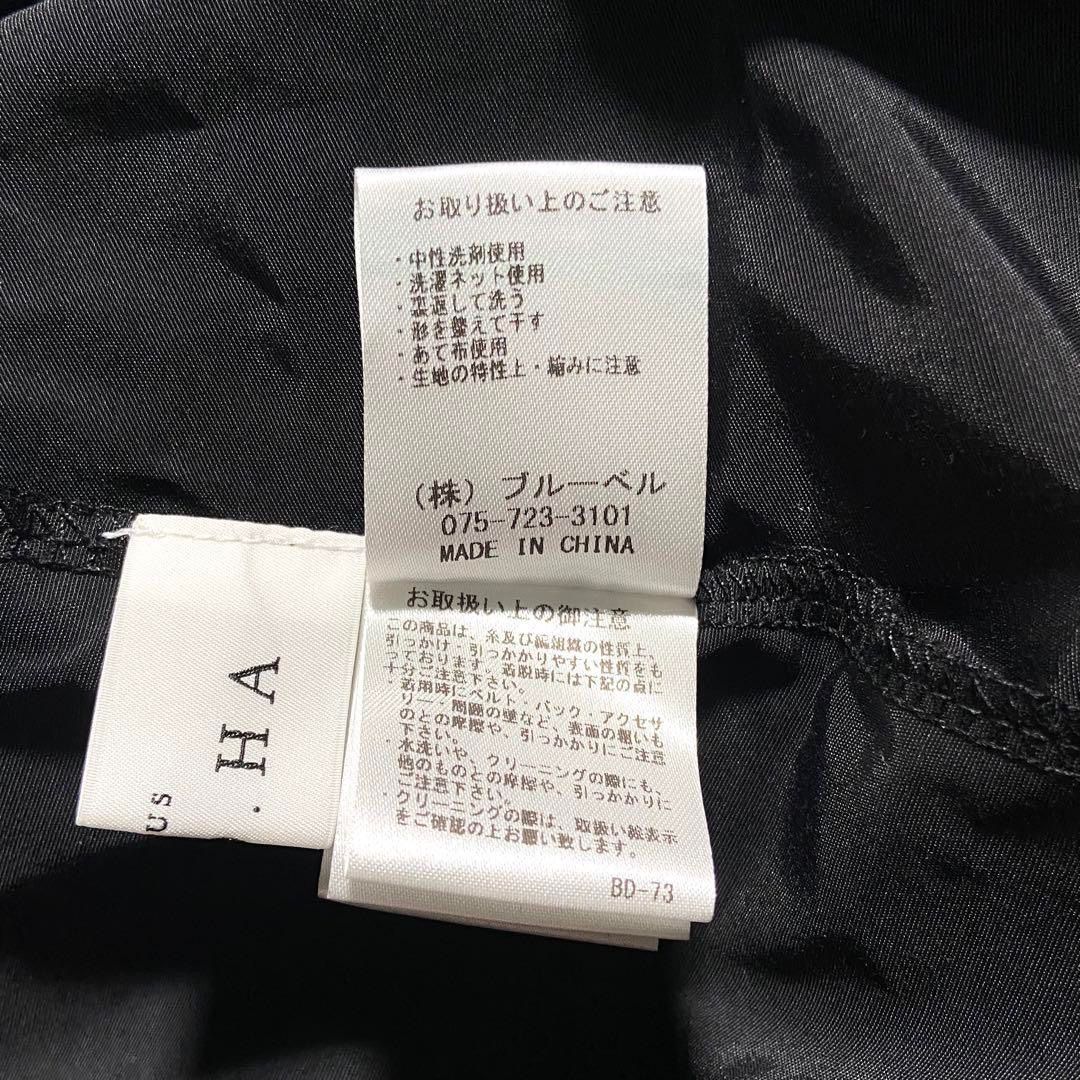 お取り扱い上のご注意
・中性洗剤使用
・洗濯ネット使用
・裏返して洗う
・形を整えて干す
・あて布使用
・生地の特性上・縮みに注意
(株) ブルーベル
075-723-3101
MADE IN CHINA
お取扱い上の御注意
この商品は、糸及び編組織の性質上、
引っかけ・引っかかりやすい性質をも
っております。着脱時には下記の点に
十分ご注意下さい。
・着用時にベルト・バック・アクセサ
リー・問題の壁など、表面の粗いも
のとの摩擦や、引っかかりにご注意
下さい。
・水洗いや、クリーニングの際にも、
他のものとの摩擦や、引っかかりに
ご注意下さい。
・クリーニングの際は、取扱い絵表示
をご確認の上お願い致します。
BD-73
. HA
us